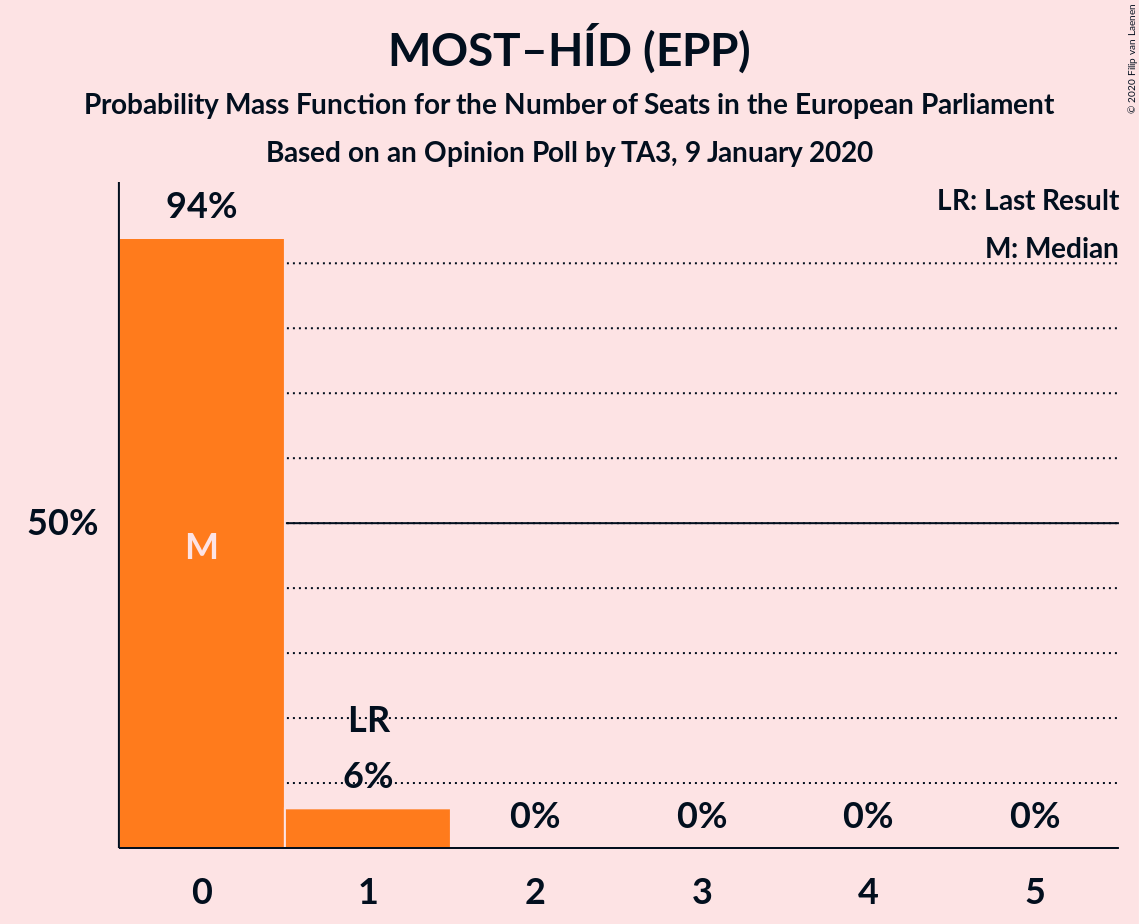 MOST–HÍD (EPP)
Probability Mass Function for the Number of Seats in the European Parliament
Based on an Opinion Poll by TA3, 9 January 2020
© 2020 Filip van Laenen
LR: Last Result
M: Median
94%
50%
M
LR
6%
0%
0%
0%
0%
0
1
2
3
4
5